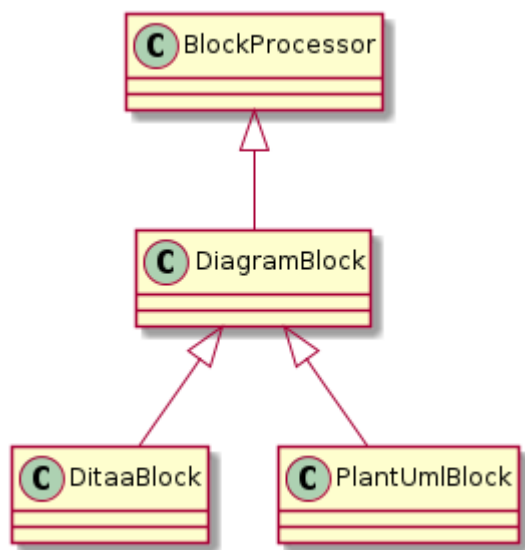 C BlockProcessor
C DiagramBlock
C DitaaBlock
C PlantUmlBlock